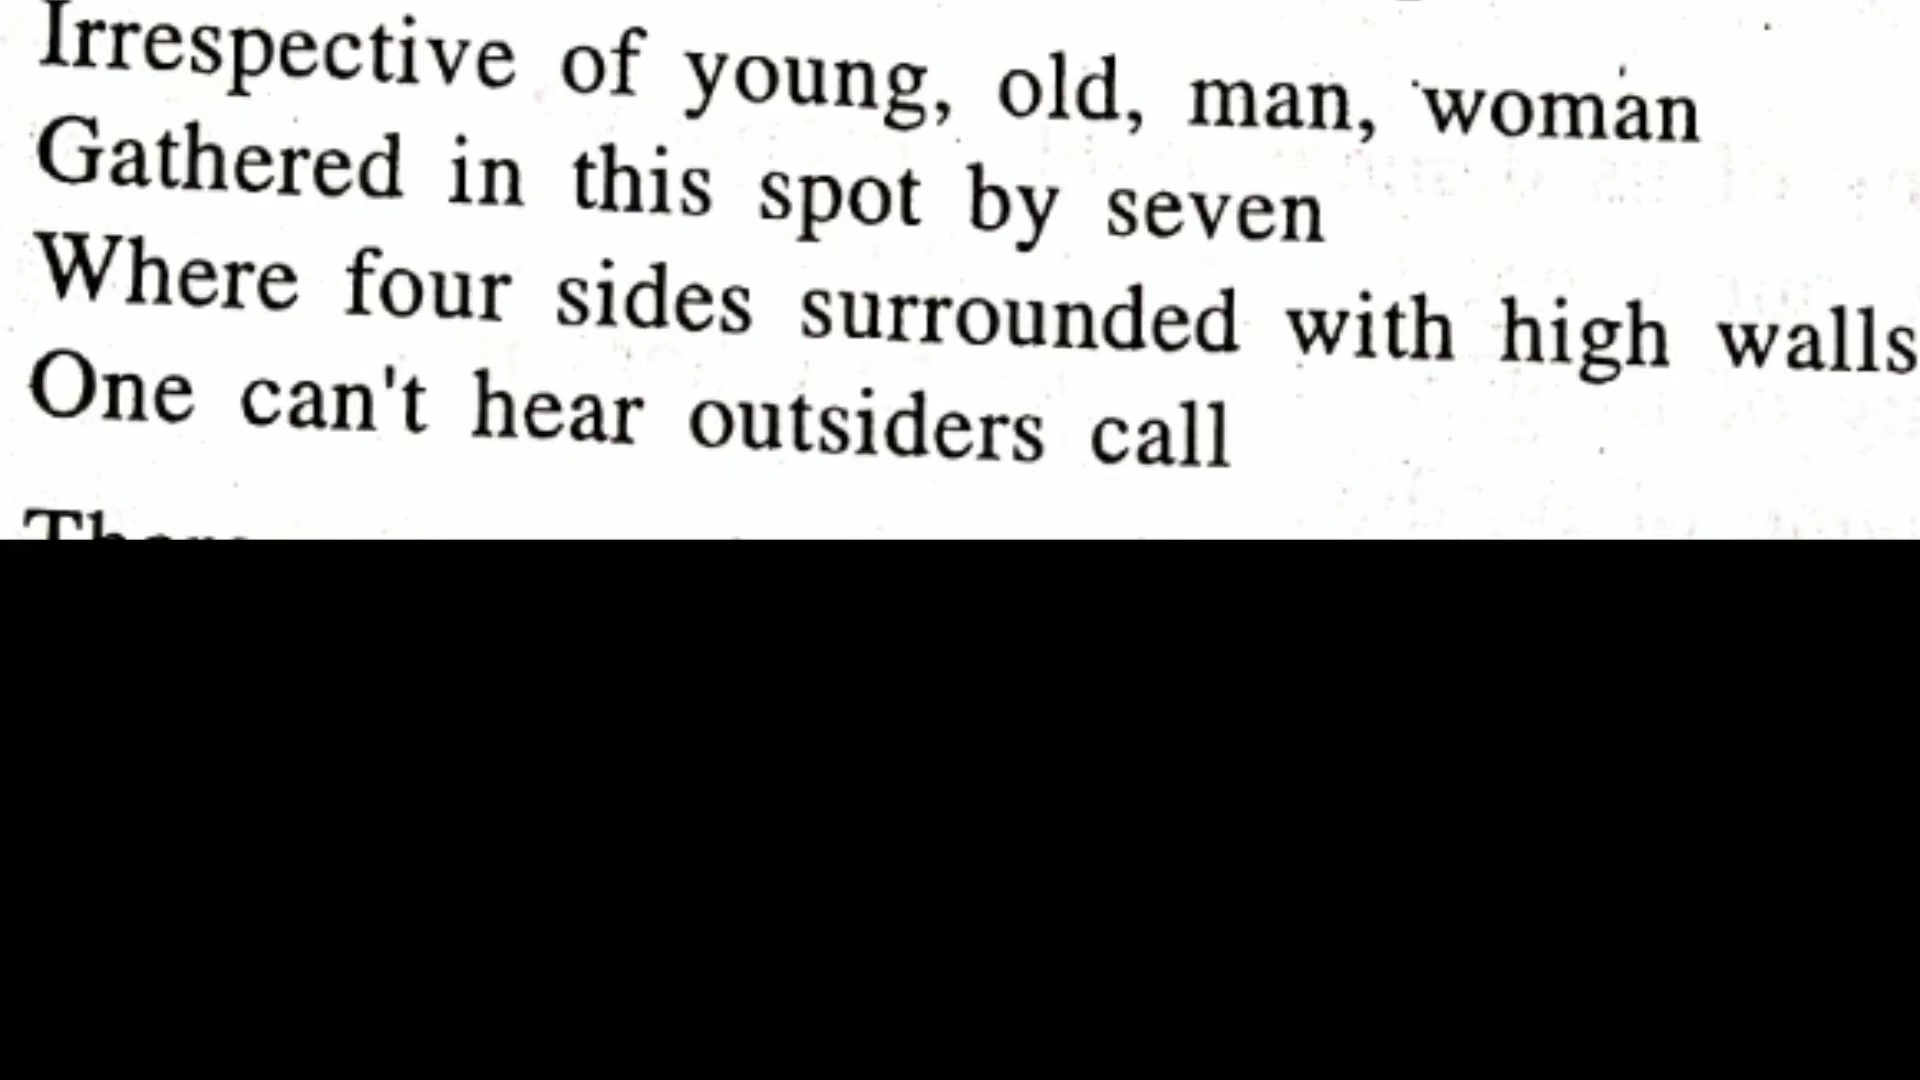 Irrespective of young, old, man, woman
Gathered in this spot by seven
Where four sides surrounded with high walls
One can't hear outsiders call